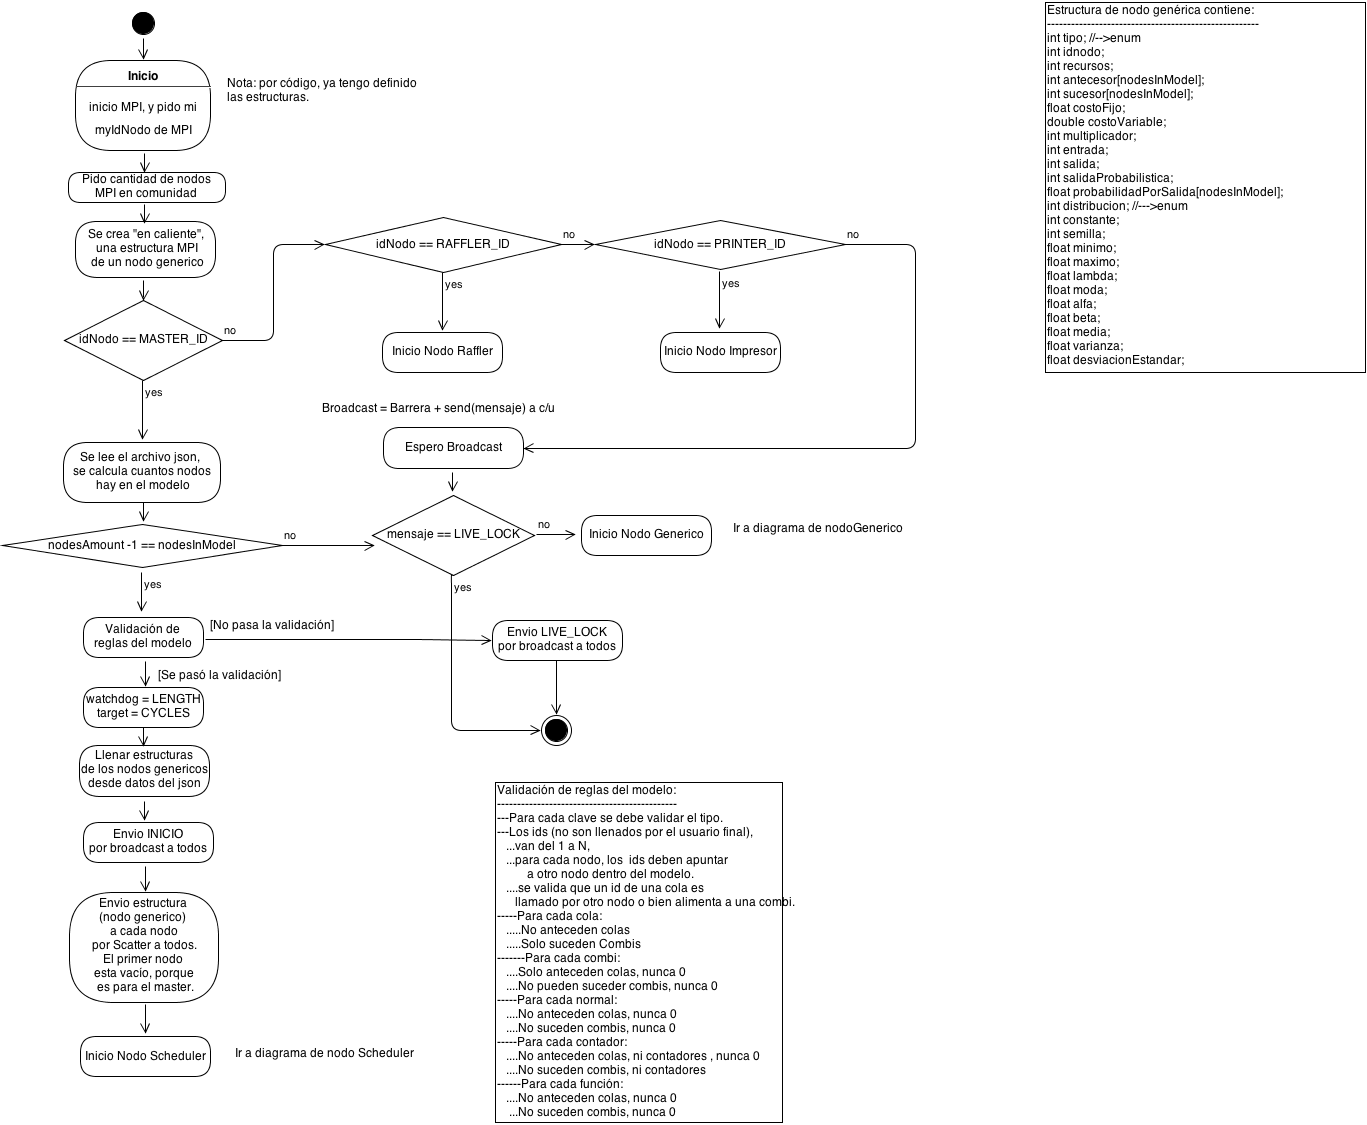 Inicio
inicio MPI, y pido mi
myIdNodo de MPI
Nota: por código, ya tengo definido
las estructuras.
Pido cantidad de nodos
MPI en comunidad
Se crea "en caliente",
una estructura MPI
de un nodo generico
idNodo == MASTER_ID
no
yes
idNodo == RAFFLER_ID
no
yes
idNodo == PRINTER_ID
no
yes
Inicio Nodo Raffler
Inicio Nodo Impresor
Broadcast = Barrera + send(mensaje) a c/u
Espero Broadcast
Se lee el archivo json,
se calcula cuantos nodos
hay en el modelo
nodesAmount -1 == nodesInModel
no
yes
mensaje == LIVE_LOCK
no
yes
Inicio Nodo Generico
Ir a diagrama de nodoGenerico
Validación de
reglas del modelo
[No pasa la validación]
Envio LIVE_LOCK
por broadcast a todos
[Se pasó la validación]
watchdog = LENGTH
target = CYCLES
Llenar estructuras
de los nodos genericos
desde datos del json
Envio INICIO
por broadcast a todos
Envio estructura
(nodo generico)
a cada nodo
por Scatter a todos.
El primer nodo
esta vacío, porque
es para el master.
Inicio Nodo Scheduler
Ir a diagrama de nodo Scheduler
Validación de reglas del modelo:
---------------------------------------------
---Para cada clave se debe validar el tipo.
---Los ids (no son llenados por el usuario final),
...van del 1 a N,
...para cada nodo, los  ids deben apuntar
a otro nodo dentro del modelo.
....se valida que un id de una cola es
llamado por otro nodo o bien alimenta a una combi.
-----Para cada cola:
.....No anteceden colas
.....Solo suceden Combis
-------Para cada combi:
....Solo anteceden colas, nunca 0
....No pueden suceder combis, nunca 0
-----Para cada normal:
....No anteceden colas, nunca 0
....No suceden combis, nunca 0
-----Para cada contador:
....No anteceden colas, ni contadores , nunca 0
....No suceden combis, ni contadores
------Para cada función:
....No anteceden colas, nunca 0
...No suceden combis, nunca 0
Estructura de nodo genérica contiene:
-----------------------------------------------------
int tipo; //-->enum
int idnodo;
int recursos;
int antecesor[nodesInModel];
int sucesor[nodesInModel];
float costoFijo;
double costoVariable;
int multiplicador;
int entrada;
int salida;
int salidaProbabilistica;
float probabilidadPorSalida[nodesInModel];
int distribucion; //--->enum
int constante;
int semilla;
float minimo;
float maximo;
float lambda;
float moda;
float alfa;
float beta;
float media;
float varianza;
float desviacionEstandar;